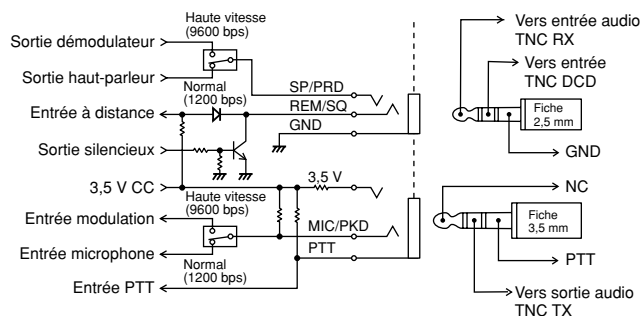 Haute vitesse
(9600 bps)
Sortie démodulateur
Sortie haut-parleur
SP/PRD
Normal
(1200 bps)
Entrée à distance
REM/SQ
GND
Sortie silencieux
3,5 V CC
3,5 V
Haute vitesse
(9600 bps)
Entrée modulation
MIC/PKD
Entrée microphone
PTT
Normal
(1200 bps)
Entrée PTT
Vers entrée audio
TNC RX
Vers entrée
TNC DCD
Fiche
2,5 mm
GND
NC
Fiche
3,5 mm
PTT
Vers sortie audio
TNC TX